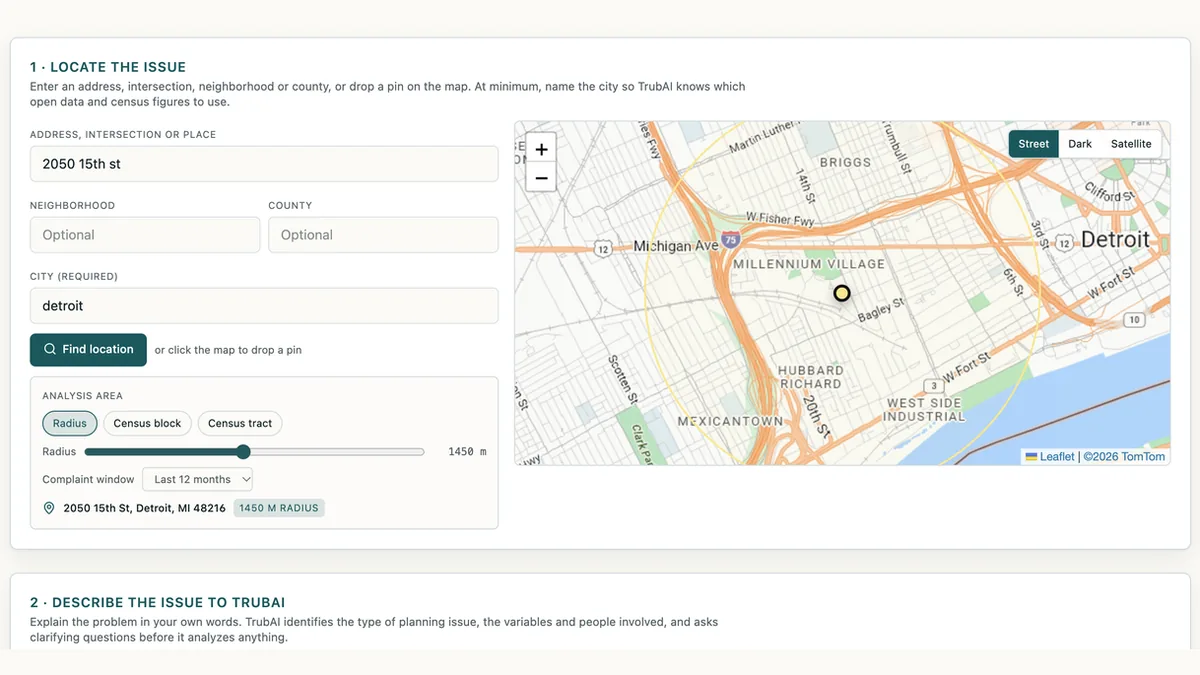 1 · LOCATE THE ISSUE
Enter an address, intersection, neighborhood or county, or drop a pin on the map. At minimum, name the city so TrubAI knows which
open data and census figures to use.
ADDRESS, INTERSECTION OR PLACE
2050 15th st
NEIGHBORHOOD
COUNTY
Optional
Optional
CITY (REQUIRED)
detroit
Find location
or click the map to drop a pin
ANALYSIS AREA
Radius
Census block
Census tract
Radius
1450 m
Complaint window
Last 12 months
2050 15th St, Detroit, MI 48216
1450 M RADIUS
+
−
Street
Dark
Satellite
Martin Luther
BRIGGS
Trumbull St
14th St
Clifford St
W Fisher Fwy
3rd St
12
Detroit
12
Michigan Ave
75
MILLENNIUM VILLAGE
6th St
W Fort St
Bagley St
10
Scotten St
HUBBARD
RICHARD
W Fort St
3
20th St
WEST SIDE
INDUSTRIAL
MEXICANTOWN
Clark Pa
Leaflet | ©2026 TomTom
2 · DESCRIBE THE ISSUE TO TRUBAI
Explain the problem in your own words. TrubAI identifies the type of planning issue, the variables and people involved, and asks
clarifying questions before it analyzes anything.